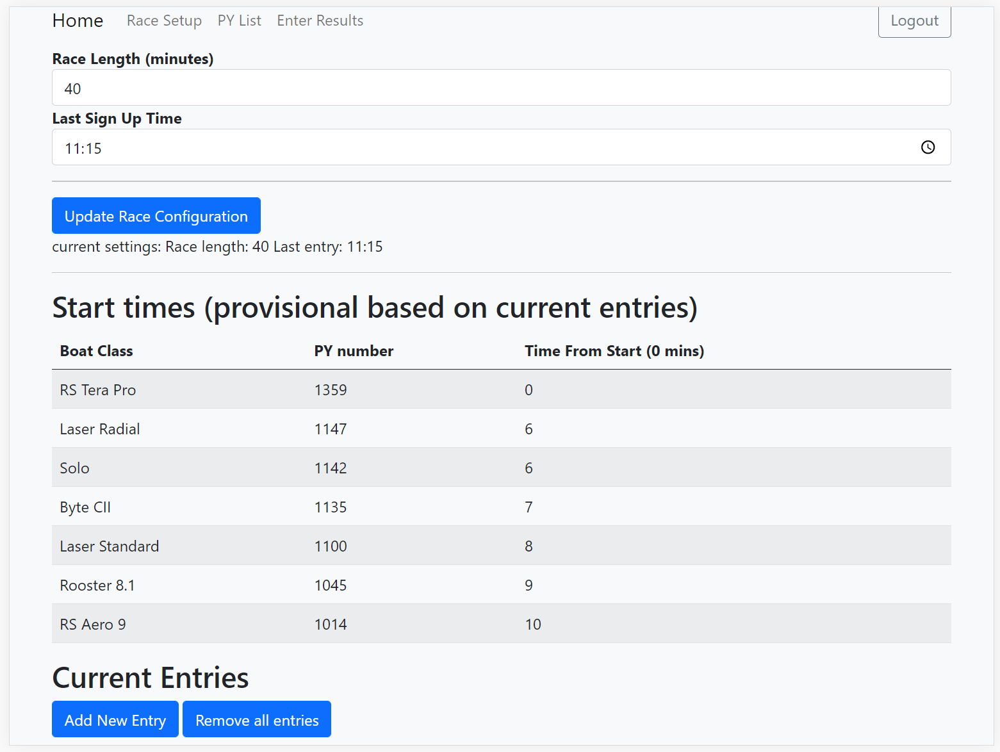 Home Race Setup PY List Enter Results Logout
Race Length (minutes)
40
Last Sign Up Time
11:15
Update Race Configuration
current settings: Race length: 40 Last entry: 11:15
Start times (provisional based on current entries)
Boat Class PY number Time From Start (0 mins)
RS Tera Pro 1359 0
Laser Radial 1147 6
Solo 1142 6
Byte CII 1135 7
Laser Standard 1100 8
Rooster 8.1 1045 9
RS Aero 9 1014 10
Current Entries
Add New Entry Remove all entries